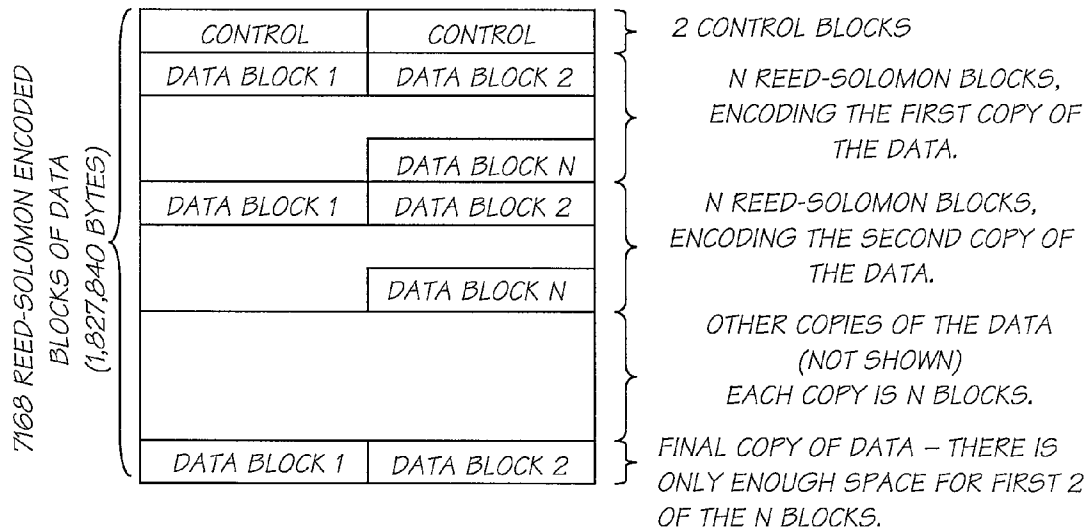 7168 REED-SOLOMON ENCODED
BLOCKS OF DATA
(1,827,840 BYTES)
CONTROL CONTROL
2 CONTROL BLOCKS
DATA BLOCK 1 DATA BLOCK 2
DATA BLOCK N
N REED-SOLOMON BLOCKS,
ENCODING THE FIRST COPY OF
THE DATA.
DATA BLOCK 1 DATA BLOCK 2
DATA BLOCK N
N REED-SOLOMON BLOCKS,
ENCODING THE SECOND COPY OF
THE DATA.
OTHER COPIES OF THE DATA
(NOT SHOWN)
EACH COPY IS N BLOCKS.
DATA BLOCK 1 DATA BLOCK 2
FINAL COPY OF DATA – THERE IS
ONLY ENOUGH SPACE FOR FIRST 2
OF THE N BLOCKS.